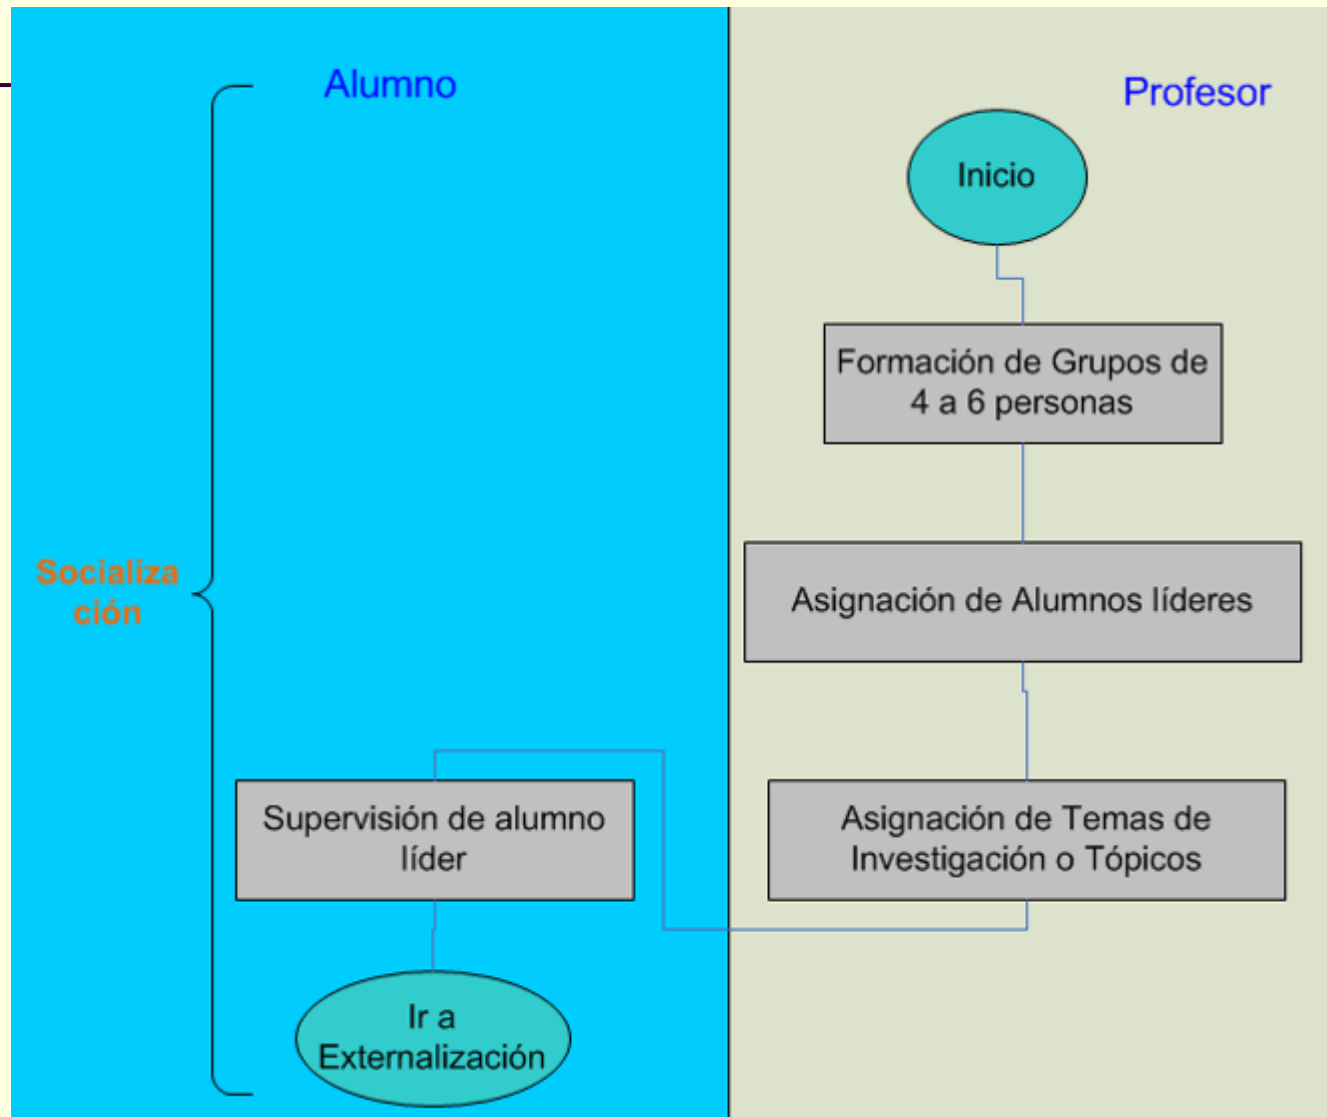 Alumno
Profesor
Inicio
Formación de Grupos de
4 a 6 personas
Asignación de Alumnos líderes
Socializa
ción
Asignación de Temas de
Investigación o Tópicos
Supervisión de alumno
líder
Ir a
Externalización